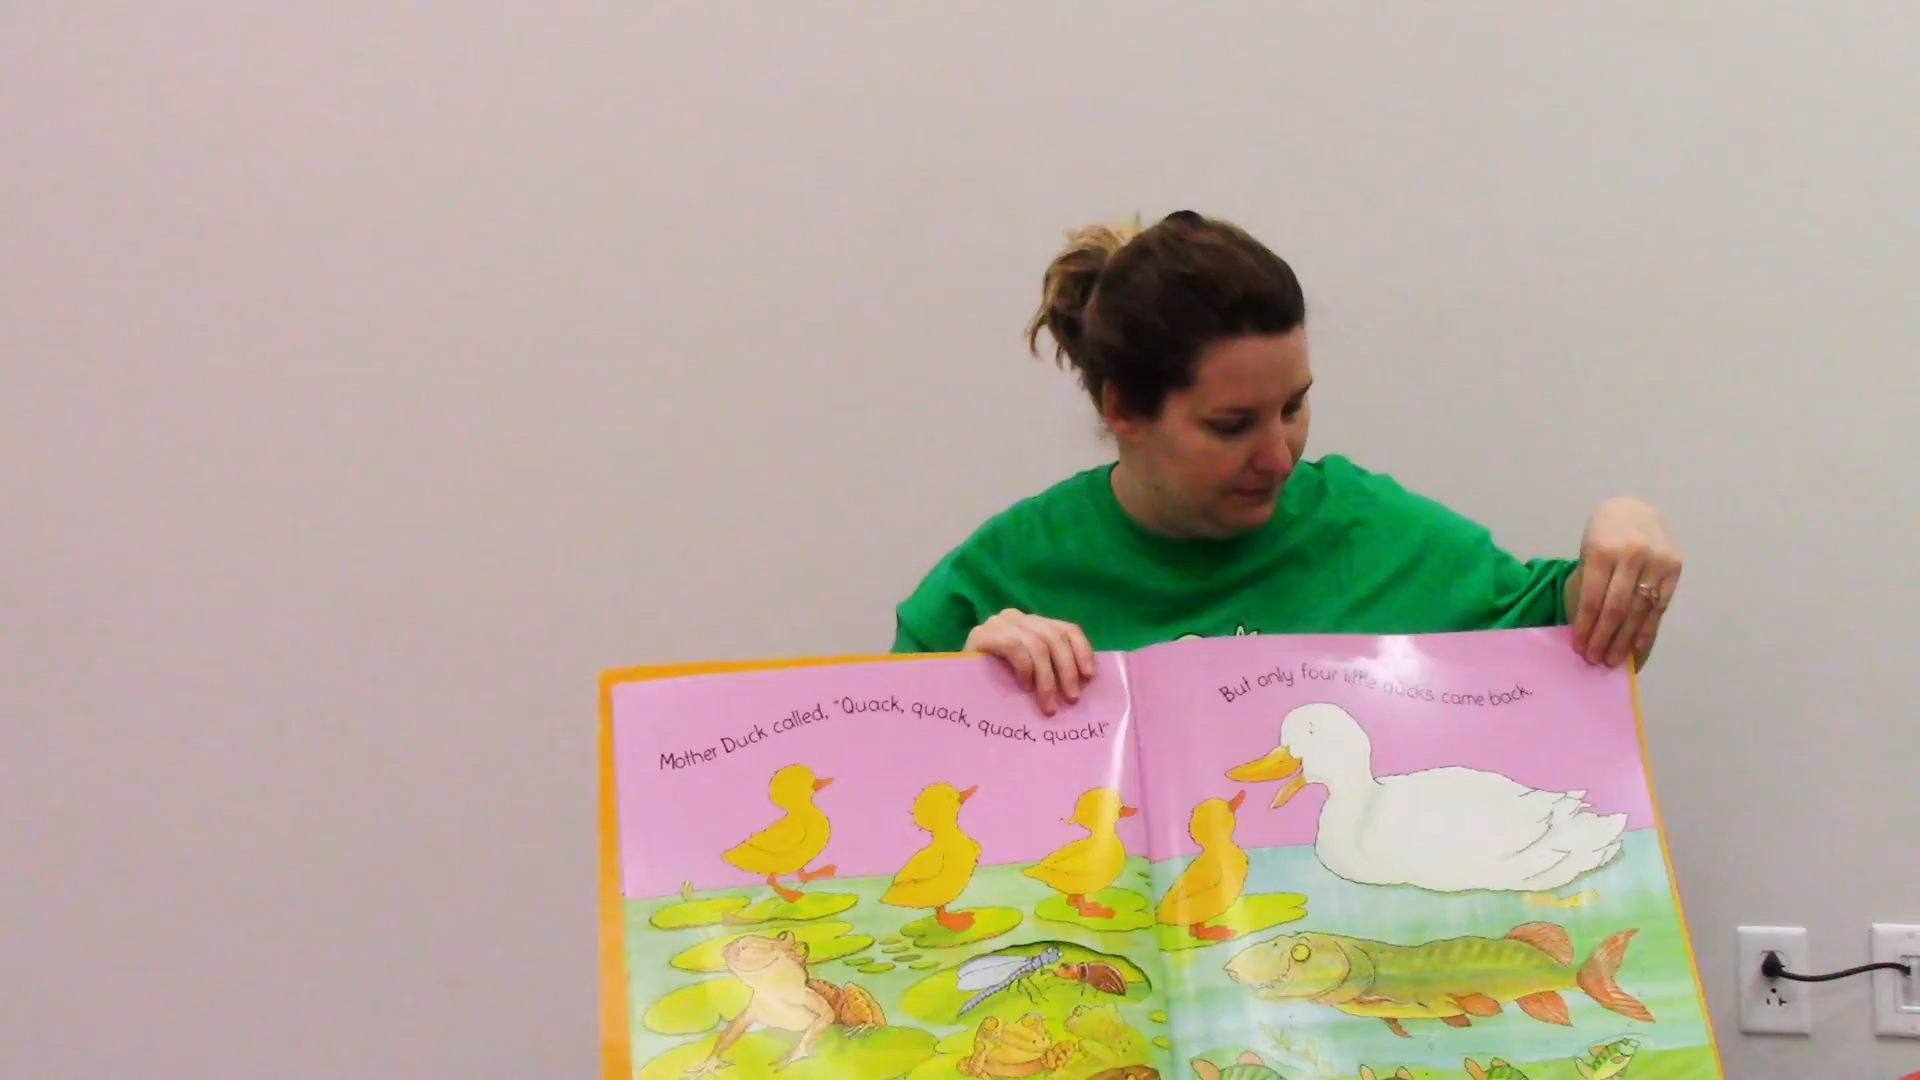 Mother Duck called, "Quack, quack, quack, quack!"
But only four little ducks came back.